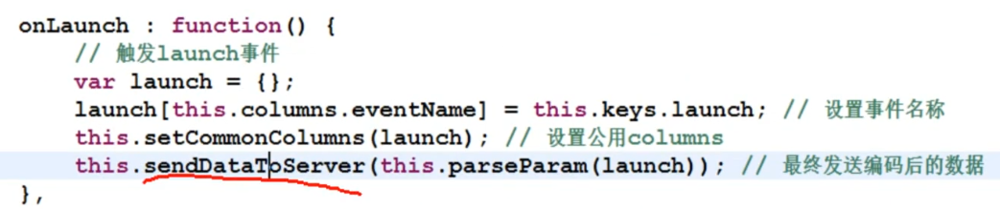 onLaunch : function() {
// 触发launch事件
var launch = {};
launch[this.columns.eventName] = this.keys.launch; // 设置事件名称
this.setCommonColumns(launch); // 设置公用columns
this.sendDataToServer(this.parseParam(launch)); // 最终发送编码后的数据
},